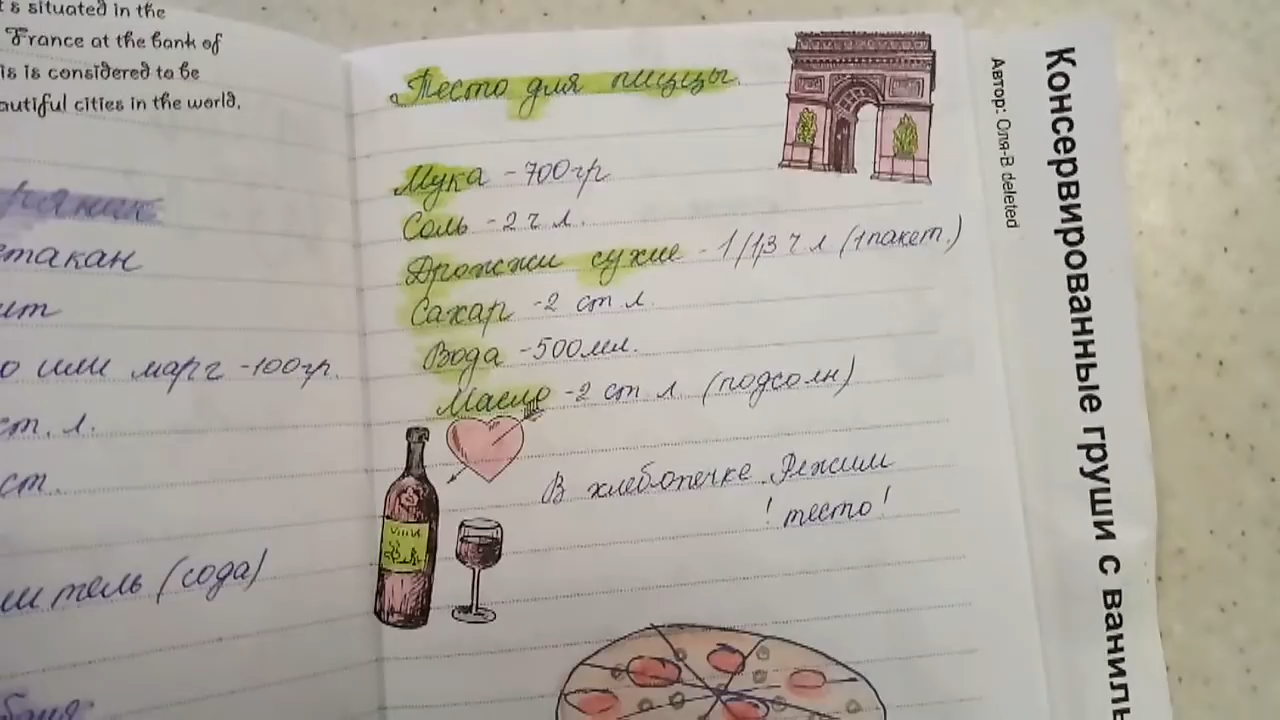 s situated in the
France at the bank of
is is considered to be
autiful cities in the world,
ряник
стакан
о или марг -100гр.
ст. л.
ст.
(сода)
Тесто для пиццы.
Мука -700гр
Соль -2 ч л.
Дрожжи сухие -1/1,3 ч л (1 пакет.)
Сахар -2 ст л.
Вода -500мл.
Масло -2 ст л. (подсолн)
В хлебопечке Режим
! тесто!
Консервированные груши с ваниль
Автор: Оля-В deleted